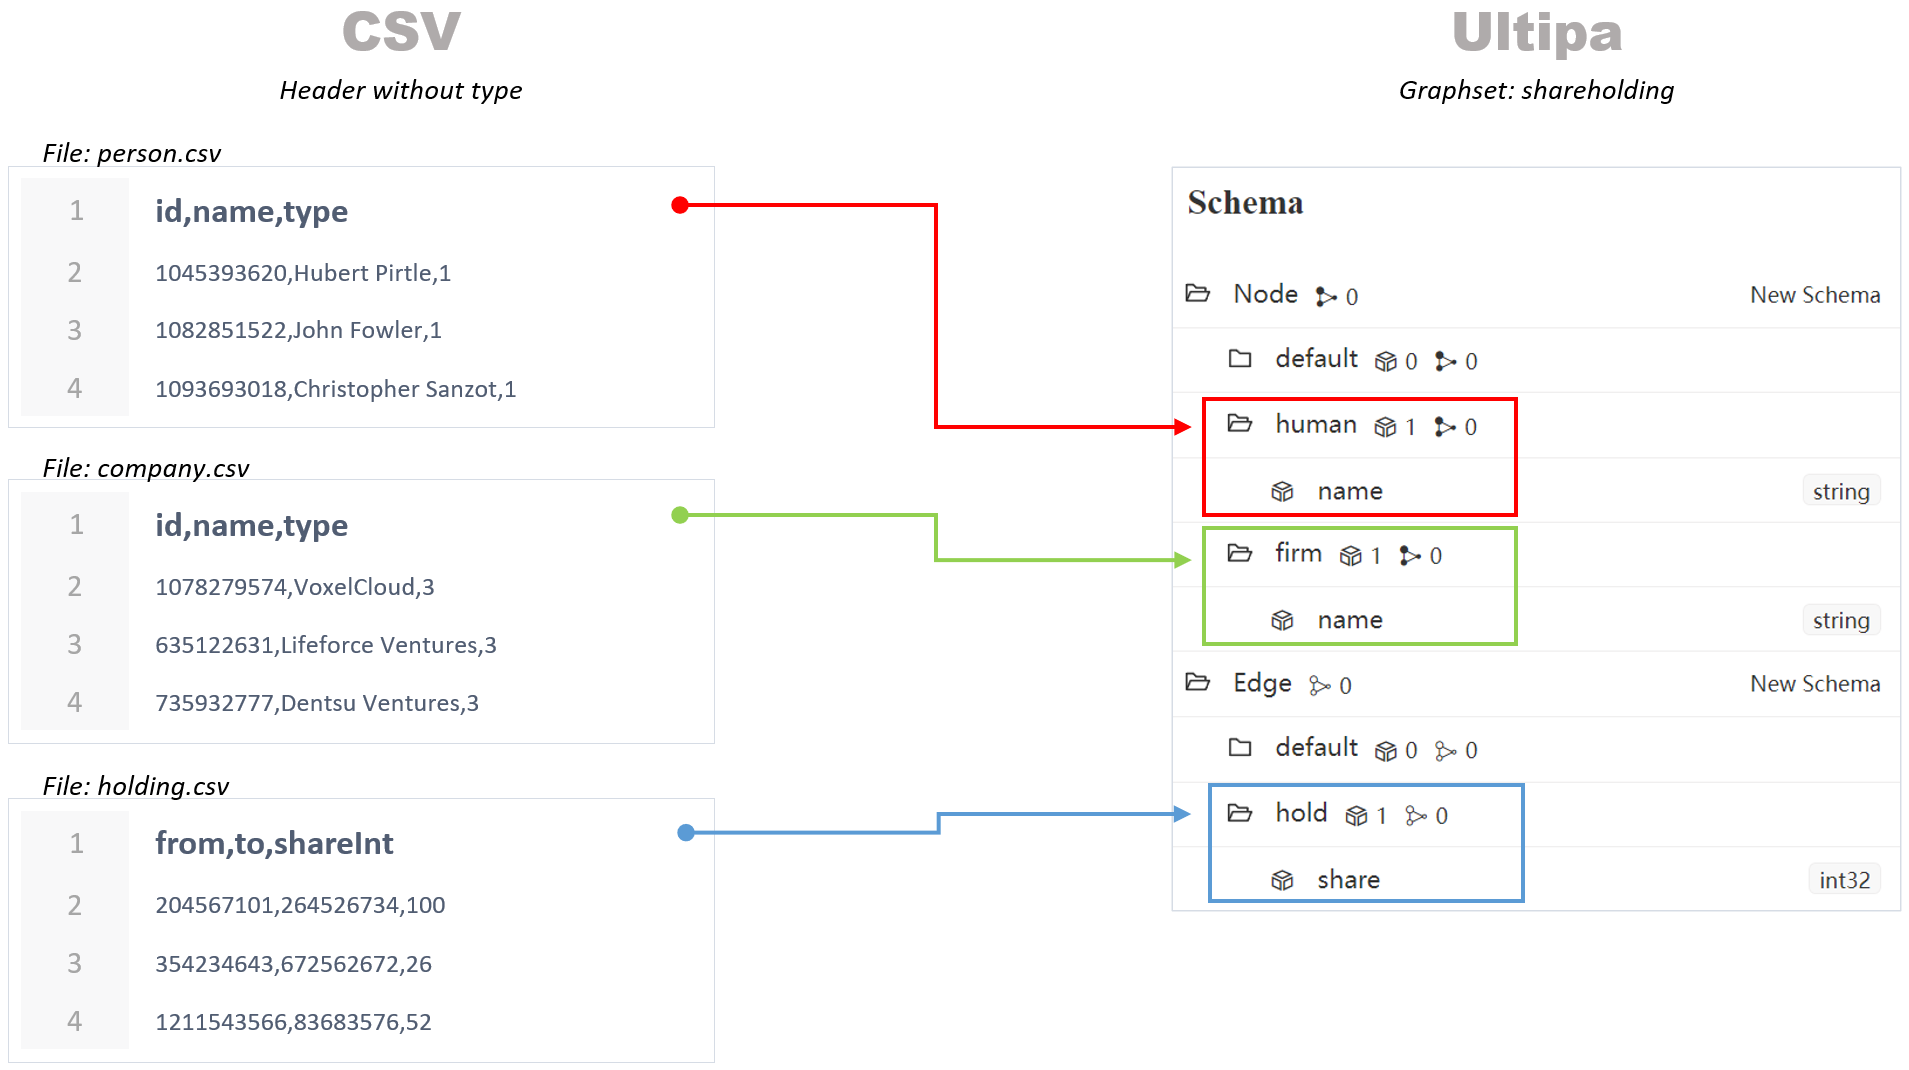 CSV
Header without type
File: person.csv
1 id,name,type
2 1045393620,Hubert Pirtle,1
3 1082851522,John Fowler,1
4 1093693018,Christopher Sanzot,1
File: company.csv
1 id,name,type
2 1078279574,VoxelCloud,3
3 635122631,Lifeforce Ventures,3
4 735932777,Dentsu Ventures,3
File: holding.csv
1 from,to,shareInt
2 204567101,264526734,100
3 354234643,672562672,26
4 1211543566,83683576,52
Ultipa
Graphset: shareholding
Schema
Node 0 New Schema
default 0 0
human 1 0
name string
firm 1 0
name string
Edge 0 New Schema
default 0 0
hold 1 0
share int32